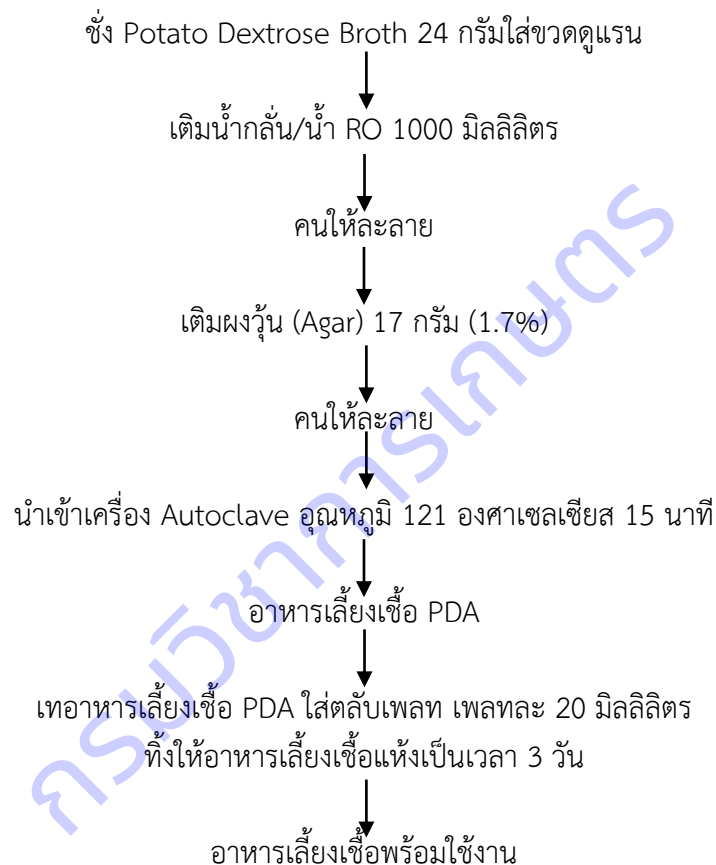 ชั่ง Potato Dextrose Broth 24 กรัมใส่ขวดดูแรน
เติมน้ำกลั่น/น้ำ RO 1000 มิลลิลิตร
คนให้ละลาย
เติมผงวุ้น (Agar) 17 กรัม (1.7%)
คนให้ละลาย
นำเข้าเครื่อง Autoclave อุณหภูมิ 121 องศาเซลเซียส 15 นาที
อาหารเลี้ยงเชื้อ PDA
เทอาหารเลี้ยงเชื้อ PDA ใส่ตลับเพลท เพลทละ 20 มิลลิลิตร
ทิ้งให้อาหารเลี้ยงเชื้อแห้งเป็นเวลา 3 วัน
อาหารเลี้ยงเชื้อพร้อมใช้งาน
กรมวิชาการเกษตร